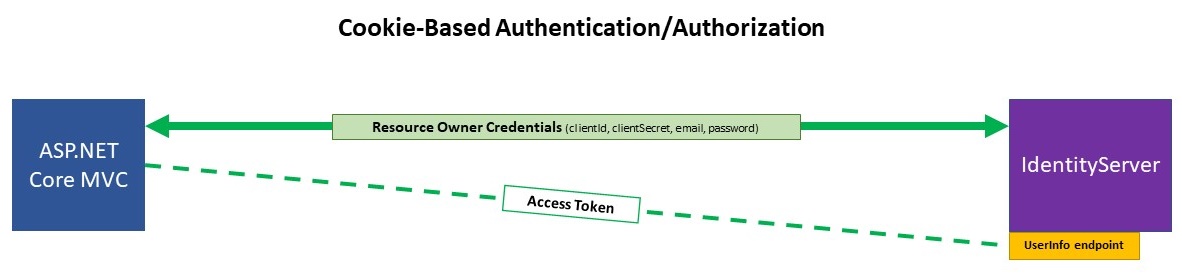 Cookie-Based Authentication/Authorization
ASP.NET
Core MVC
Resource Owner Credentials (clientId, clientSecret, email, password)
IdentityServer
Access Token
UserInfo endpoint